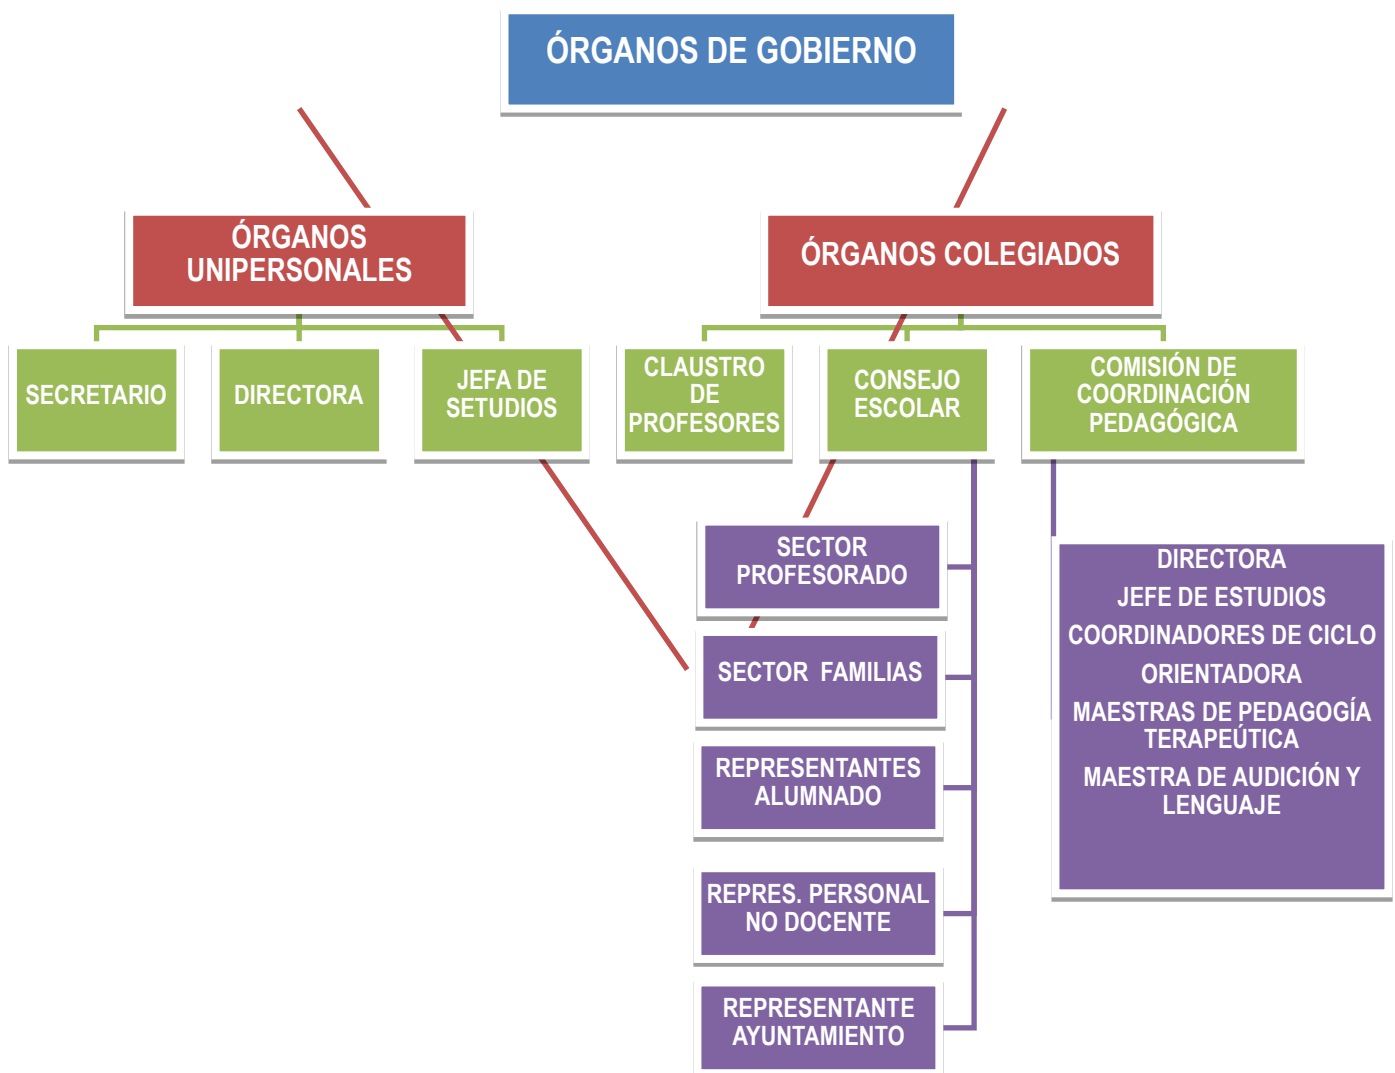 ÓRGANOS DE GOBIERNO
ÓRGANOS
UNIPERSONALES
ÓRGANOS COLEGIADOS
SECRETARIO
DIRECTORA
JEFA DE
SETUDIOS
CLAUSTRO
DE
PROFESORES
CONSEJO
ESCOLAR
COMISIÓN DE
COORDINACIÓN
PEDAGÓGICA
SECTOR
PROFESORADO
SECTOR FAMILIAS
REPRESENTANTES
ALUMNADO
REPRES. PERSONAL
NO DOCENTE
REPRESENTANTE
AYUNTAMIENTO
DIRECTORA
JEFE DE ESTUDIOS
COORDINADORES DE CICLO
ORIENTADORA
MAESTRAS DE PEDAGOGÍA
TERAPEÚTICA
MAESTRA DE AUDICIÓN Y
LENGUAJE